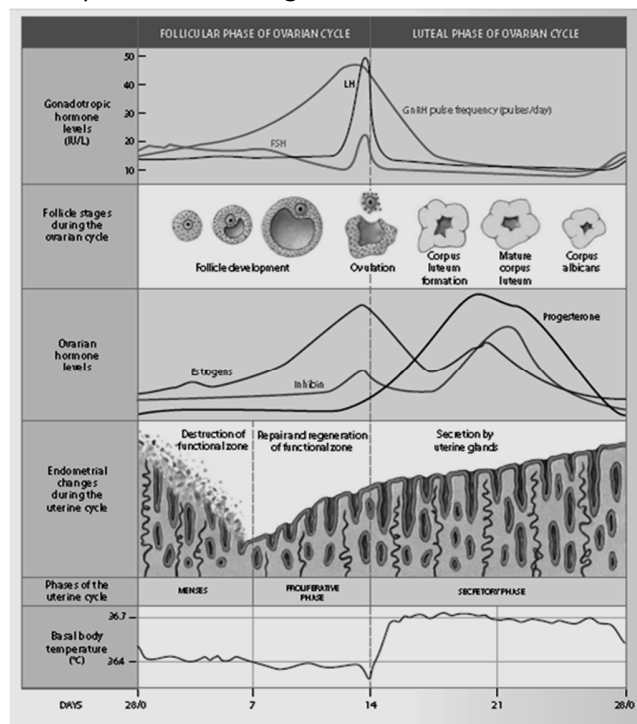 FOLLICULAR PHASE OF OVARIAN CYCLE
LUTEAL PHASE OF OVARIAN CYCLE
Gonadotropic
hormone
levels
(IU/L)
50
40
30
20
10
LH
GnRH pulse frequency (pulses/day)
FSH
Follicle stages
during the
ovarian cycle
Follicle development
Ovulation
Corpus
luteum
formation
Mature
corpus
luteum
Corpus
albicans
Ovarian
hormone
levels
Estrogens
Inhibin
Progesterone
Endometrial
changes
during the
uterine cycle
Destruction of
functional zone
Repair and regeneration
of functional zone
Secretion by
uterine glands
Phases of the
uterine cycle
MENSES
PROLIFERATIVE
PHASE
SECRETORY PHASE
Basal body
temperature
(°C)
36.7
36.4
DAYS
28/0
7
14
21
28/0